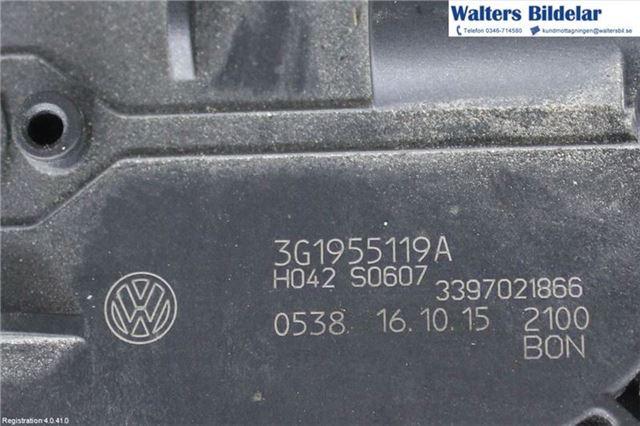 Walters Bildelar
Telefon 0346-714580 kundmottagningen@waltersbil.se
3G1955119A
H042 S0607 3397021866
0538 16.10.15 2100
BON
Registration 4.0.41.0